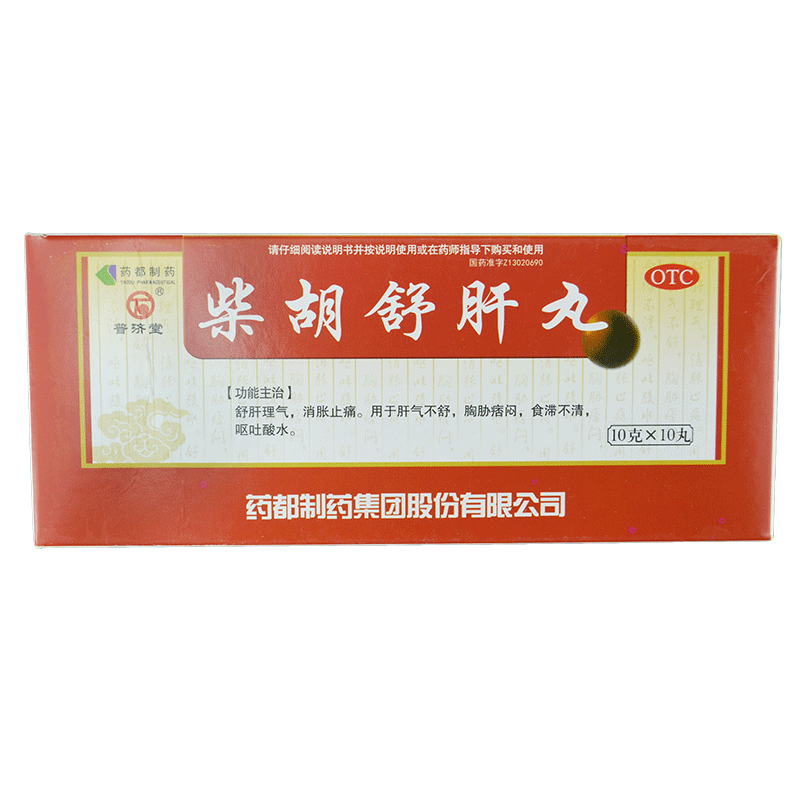 请仔细阅读说明书并按说明使用或在药师指导下购买和使用
国药准字Z13020690
OTC
药都制药
YAODU PHARMACEUTICAL
®
普济堂
柴胡舒肝丸
【功能主治】
舒肝理气，消胀止痛。用于肝气不舒，胸胁痞闷，食滞不清，
呕吐酸水。
10克×10丸
药都制药集团股份有限公司